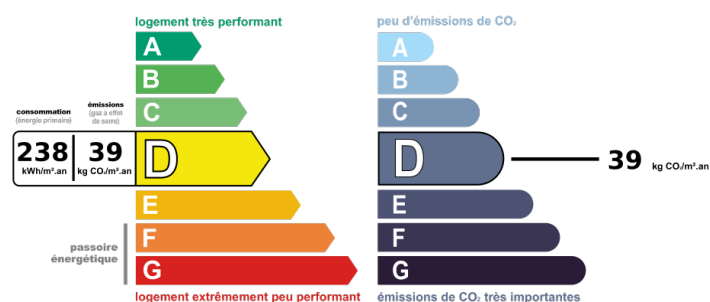 logement très performant
A
B
C
consommation
(énergie primaire)
émissions
(gaz à effet
de serre)
238
kWh/m².an
39
kg CO₂/m².an
D
E
F
G
passoire
énergétique
logement extrêmement peu performant
peu d'émissions de CO₂
A
B
C
D
39
kg CO₂/m².an
E
F
G
émissions de CO₂ très importantes